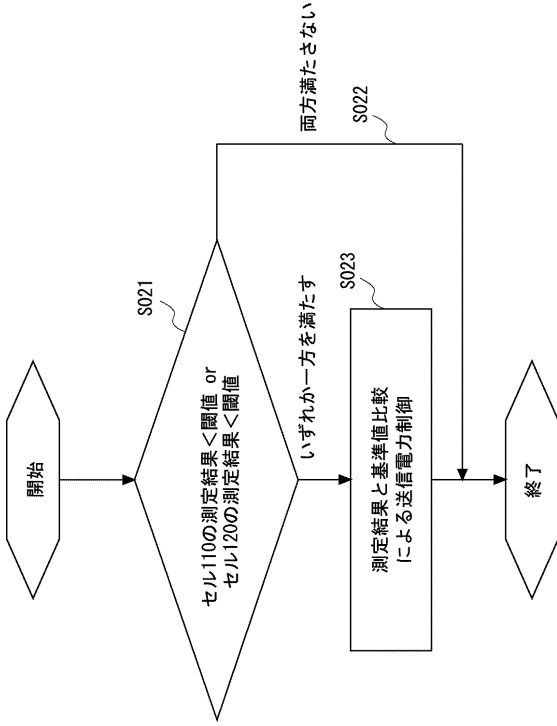 開始
S021
セル110の測定結果＜閾値 or
セル120の測定結果＜閾値
両方満たさない
S022
いずれか一方を満たす
S023
測定結果と基準値比較
による送信電力制御
終了